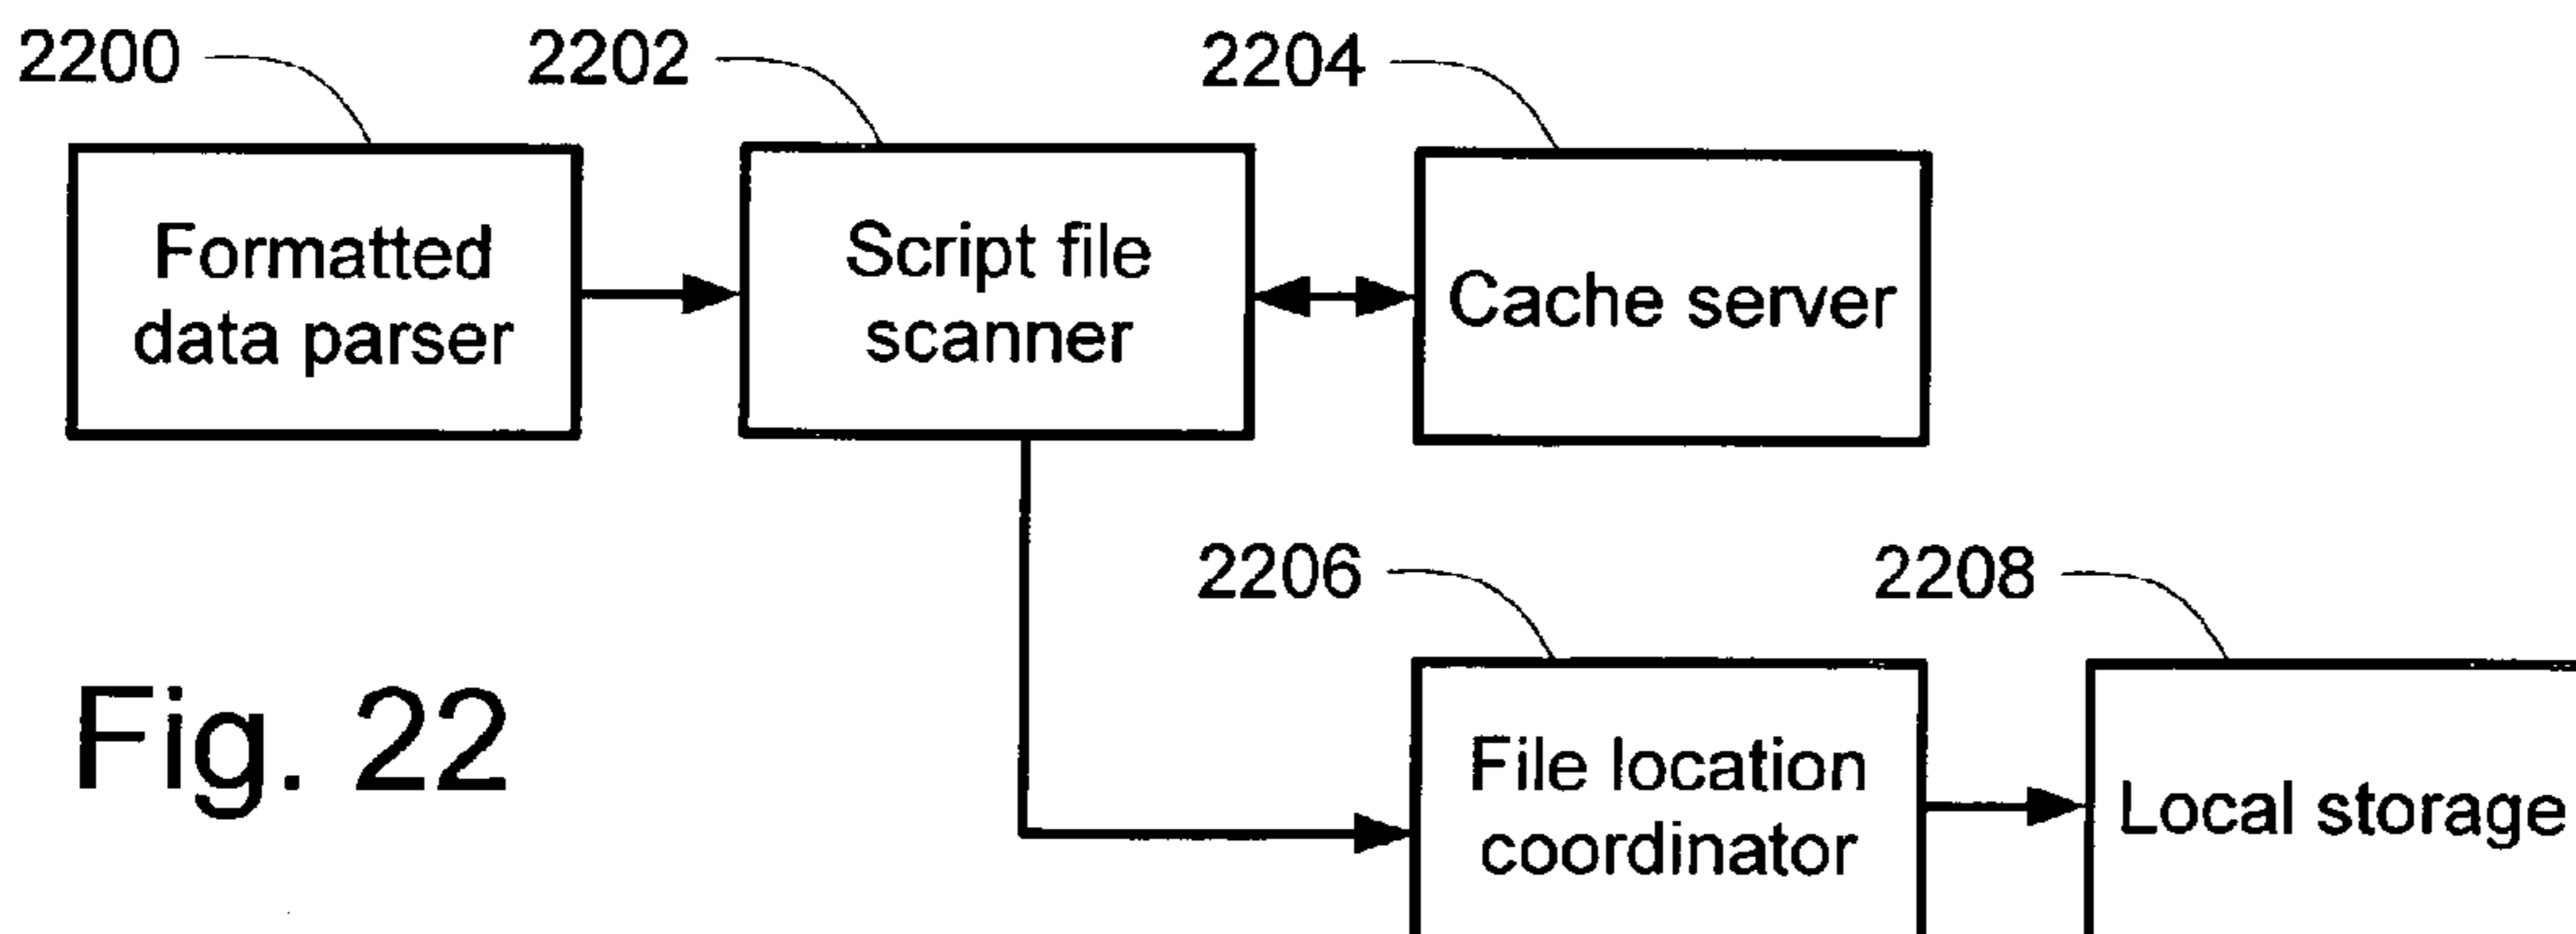 2200
2202
2204
Formatted
data parser
Script file
scanner
Cache server
2206
2208
File location
coordinator
Local storage
Fig. 22